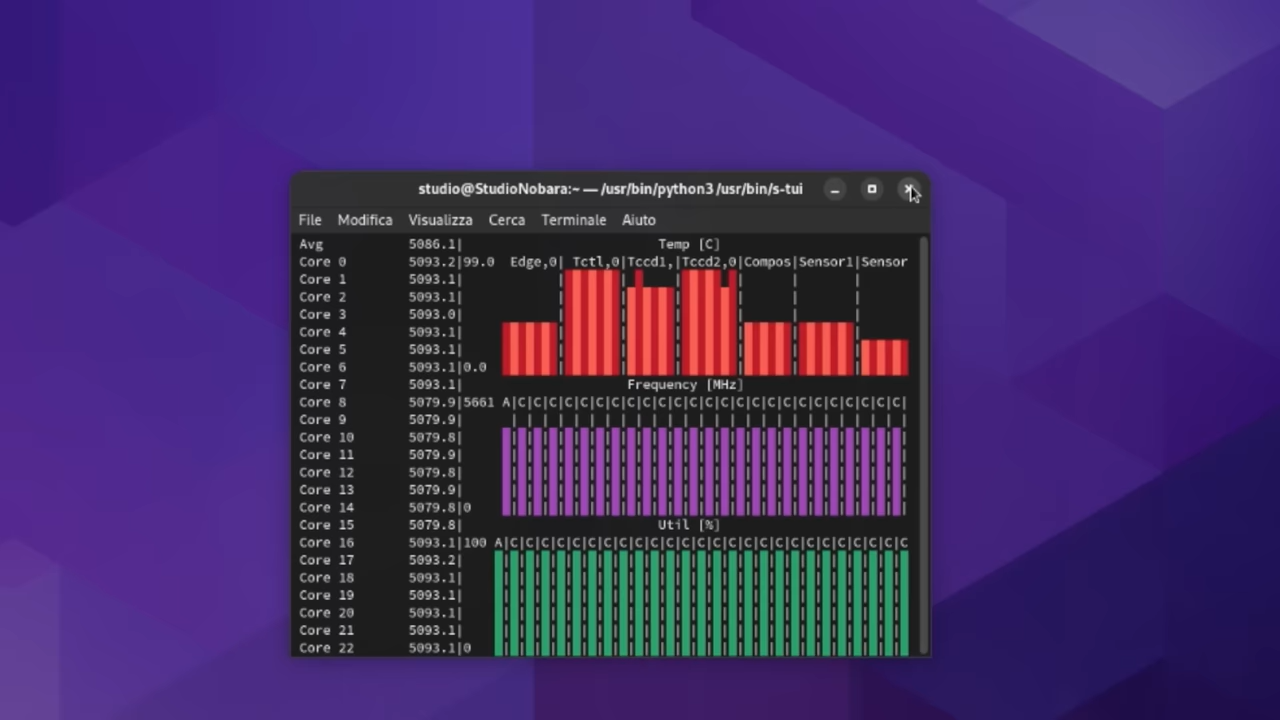 studio@StudioNobara:~ — /usr/bin/python3 /usr/bin/s-tui
File Modifica Visualizza Cerca Terminale Aiuto
Avg 5086.1| Temp [C]
Core 0 5093.2|99.0 Edge,0| Tctl,0|Tccd1,|Tccd2,0|Compos|Sensor1|Sensor
Core 1 5093.1|
Core 2 5093.1|
Core 3 5093.0|
Core 4 5093.1|
Core 5 5093.1|
Core 6 5093.1|0.0
Core 7 5093.1| Frequency [MHz]
Core 8 5079.9|5661 A|C|C|C|C|C|C|C|C|C|C|C|C|C|C|C|C|C|C|C|C|C|C|C|C|C|
Core 9 5079.9|
Core 10 5079.8|
Core 11 5079.9|
Core 12 5079.8|
Core 13 5079.9|
Core 14 5079.8|0
Core 15 5079.8| Util [%]
Core 16 5093.1|100 A|C|C|C|C|C|C|C|C|C|C|C|C|C|C|C|C|C|C|C|C|C|C|C|C|C|C
Core 17 5093.2|
Core 18 5093.1|
Core 19 5093.1|
Core 20 5093.1|
Core 21 5093.1|
Core 22 5093.1|0